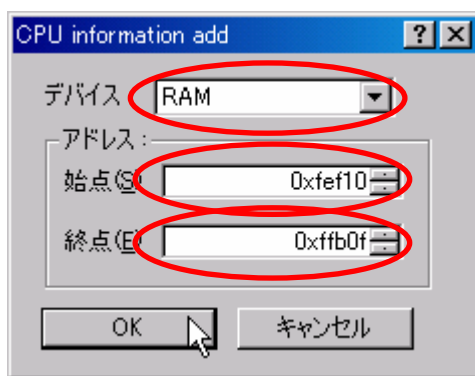 CPU information add
デバイス RAM
アドレス:
始点(S) 0xfef10
終点(E) 0xffb0f
OK キャンセル